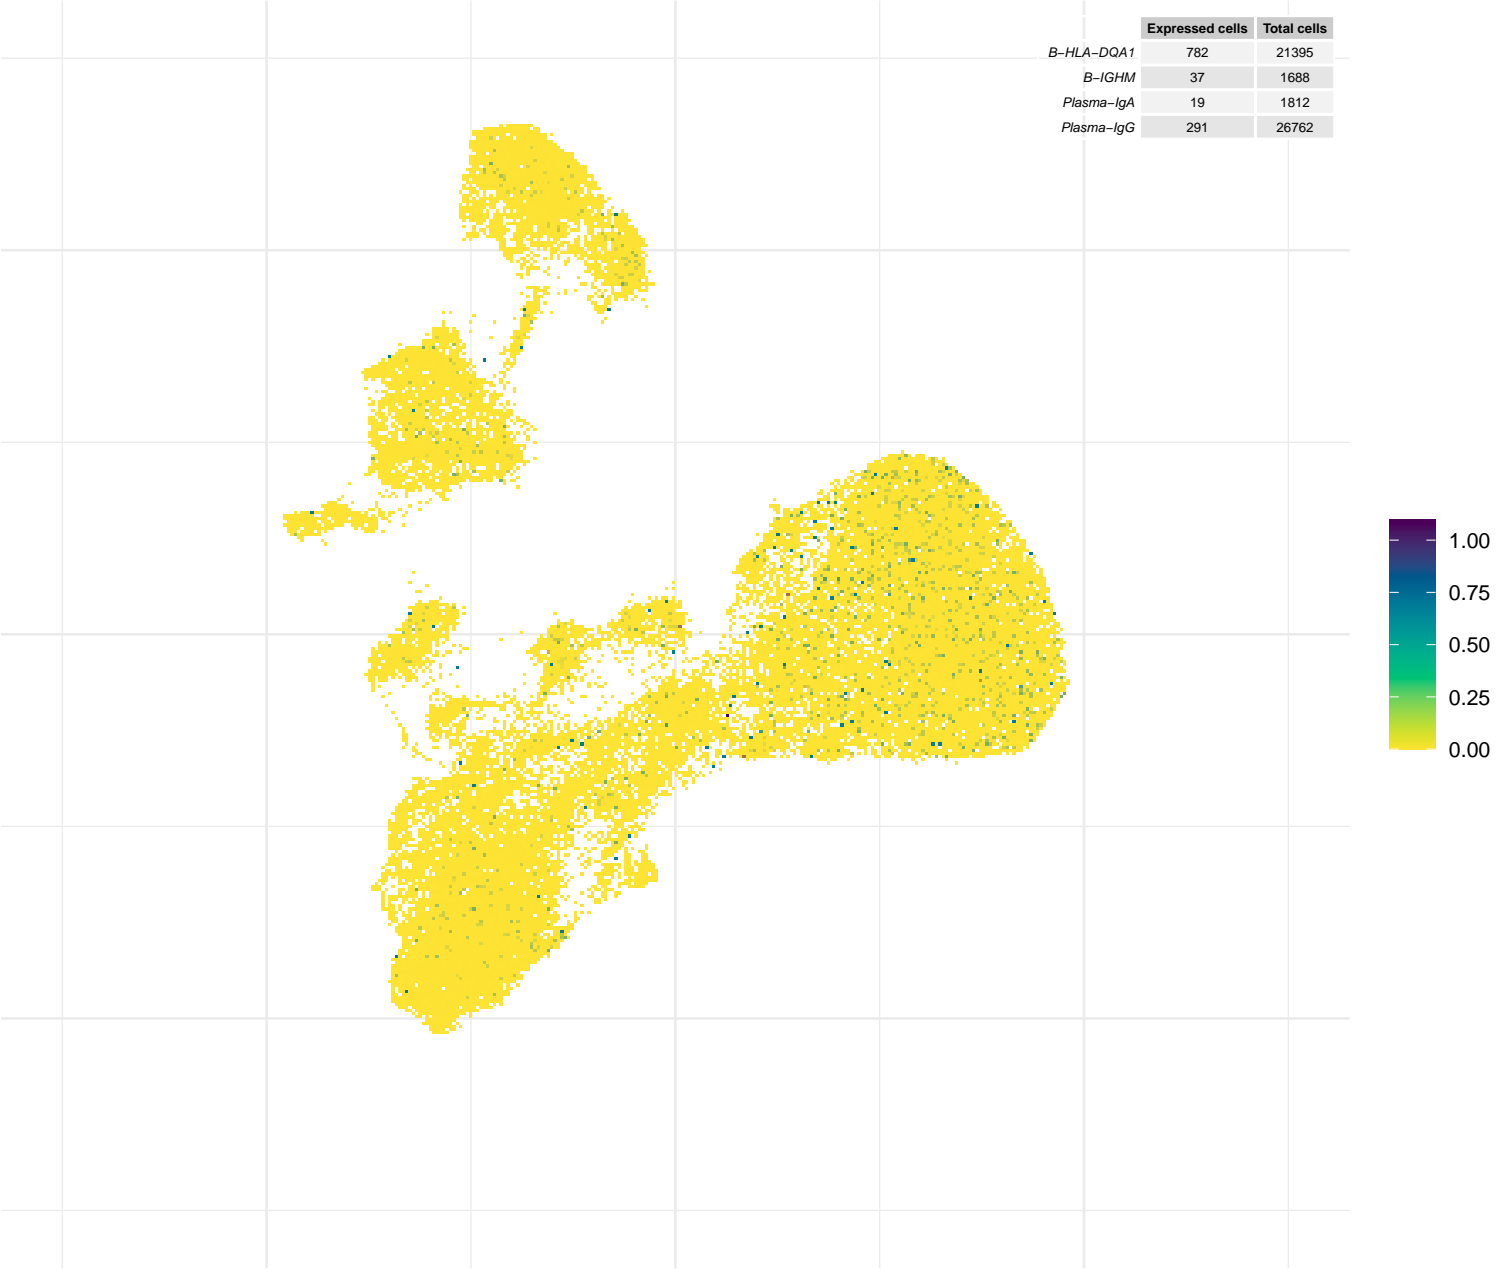 Expressed cells Total cells
B−HLA−DQA1 782 21395
B−IGHM 37 1688
Plasma−IgA 19 1812
Plasma−IgG 291 26762
1.00
0.75
0.50
0.25
0.00